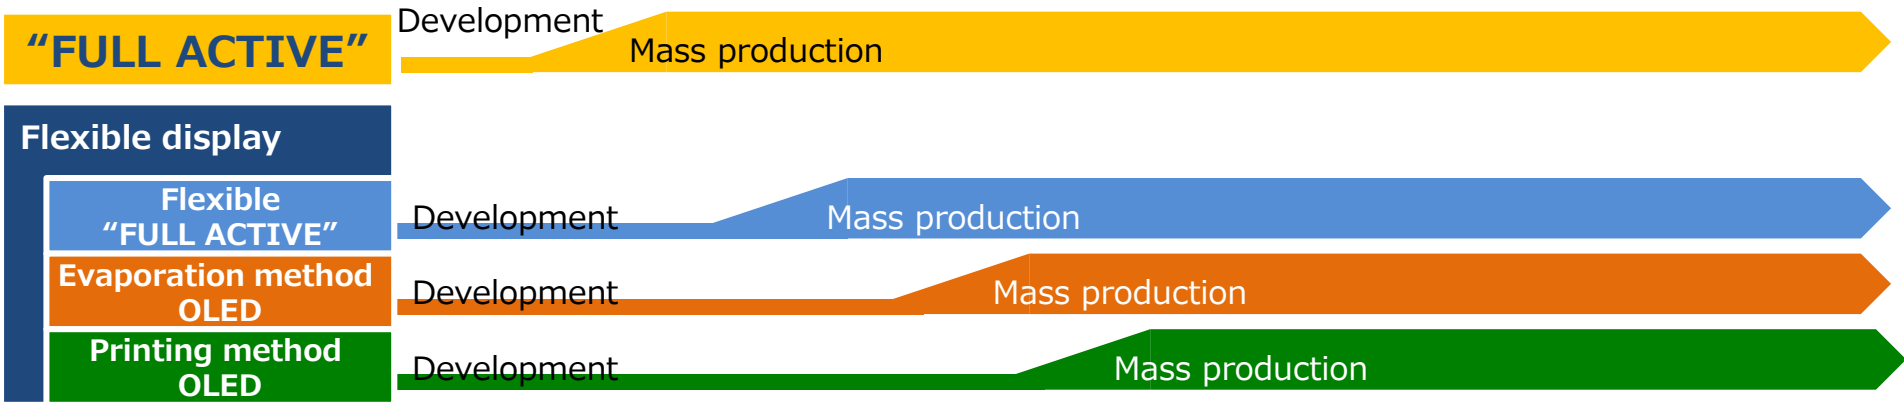 “FULL ACTIVE”
Development
Mass production
Flexible display
Flexible
“FULL ACTIVE”
Development
Mass production
Evaporation method
OLED
Development
Mass production
Printing method
OLED
Development
Mass production